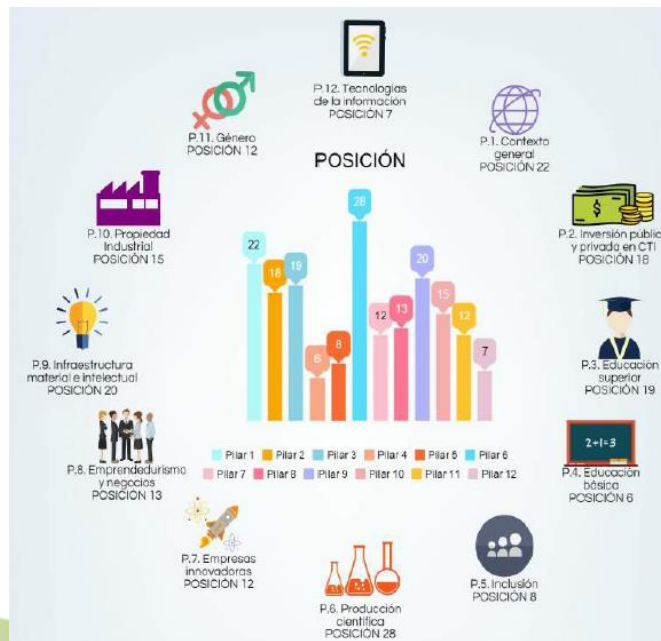 P.12. Tecnologías
de la información
POSICIÓN 7
P.11. Género
POSICIÓN 12
P.1. Contexto
general
POSICIÓN 22
POSICIÓN
P.10. Propiedad
Industrial
POSICIÓN 15
P.2. Inversión públic
y privada en CTI
POSICIÓN 18
28
22
18
19
6
8
12
13
20
15
12
7
P.9. Infraestructura
material e intelectual
POSICIÓN 20
P.3. Educación
superior
POSICIÓN 19
2+1=3
P.8. Emprendedurismo
y negocios
POSICIÓN 13
Pilar 1 Pilar 2 Pilar 3 Pilar 4 Pilar 5 Pilar 6
Pilar 7 Pilar 8 Pilar 9 Pilar 10 Pilar 11 Pilar 12
P.4. Educación
básica
POSICIÓN 6
P.7. Empresas
innovadoras
POSICIÓN 12
P.5. Inclusión
POSICIÓN 8
P.6. Producción
científica
POSICIÓN 28